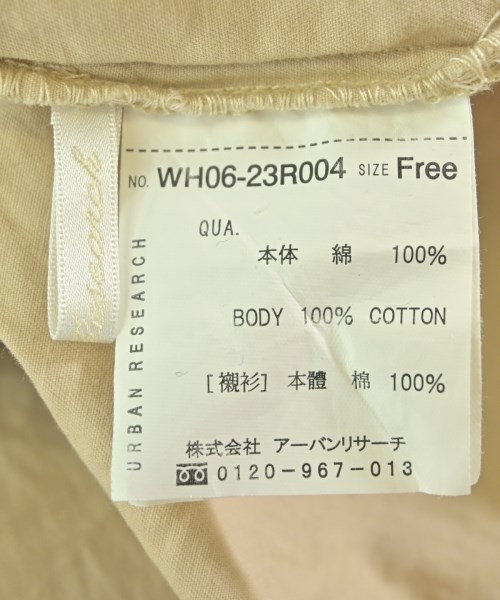 NO. WH06-23R004 SIZE Free
QUA.
本体 綿 100%
BODY 100% COTTON
[襯衫] 本體 棉 100%
株式会社 アーバンリサーチ
0120-967-013
URBAN RESEARCH
Research